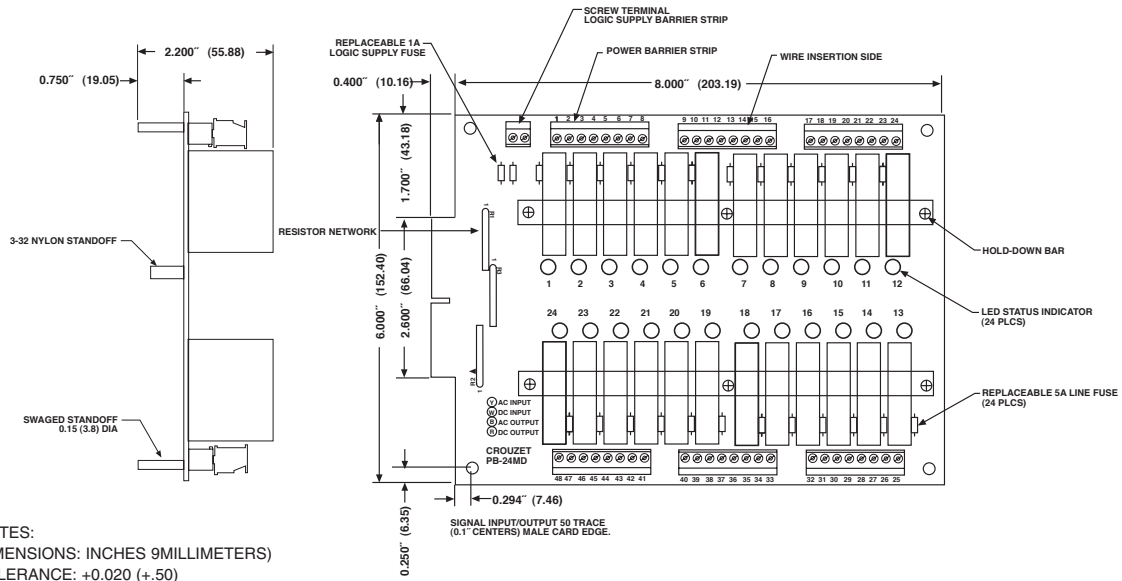 SCREW TERMINAL
LOGIC SUPPLY BARRIER STRIP
REPLACEABLE 1A
LOGIC SUPPLY FUSE
POWER BARRIER STRIP
WIRE INSERTION SIDE
2.200" (55.88)
0.750" (19.05)
0.400" (10.16)
8.000" (203.19)
1 2 3 4 5 6 7 8
9 10 11 12 13 14 15 16
17 18 19 20 21 22 23 24
6.000" (152.40)
1.700" (43.18)
2.600" (66.04)
3-32 NYLON STANDOFF
RESISTOR NETWORK
1
R1
1
R1
HOLD-DOWN BAR
1 2 3 4 5 6 7 8 9 10 11 12
LED STATUS INDICATOR
(24 PLCS)
24 23 22 21 20 19 18 17 16 15 14 13
R2
1
REPLACEABLE 5A LINE FUSE
(24 PLCS)
Y AC INPUT
W DC INPUT
B AC OUTPUT
R DC OUTPUT
CROUZET
PB-24MD
SWAGED STANDOFF
0.15 (3.8) DIA
48 47 46 45 44 43 42 41
40 39 38 37 36 35 34 33
32 31 30 29 28 27 26 25
0.294" (7.46)
0.250" (6.35)
SIGNAL INPUT/OUTPUT 50 TRACE
(0.1" CENTERS) MALE CARD EDGE.
TES:
MENSIONS: INCHES 9MILLIMETERS)
LERANCE: +0.020 (+.50)